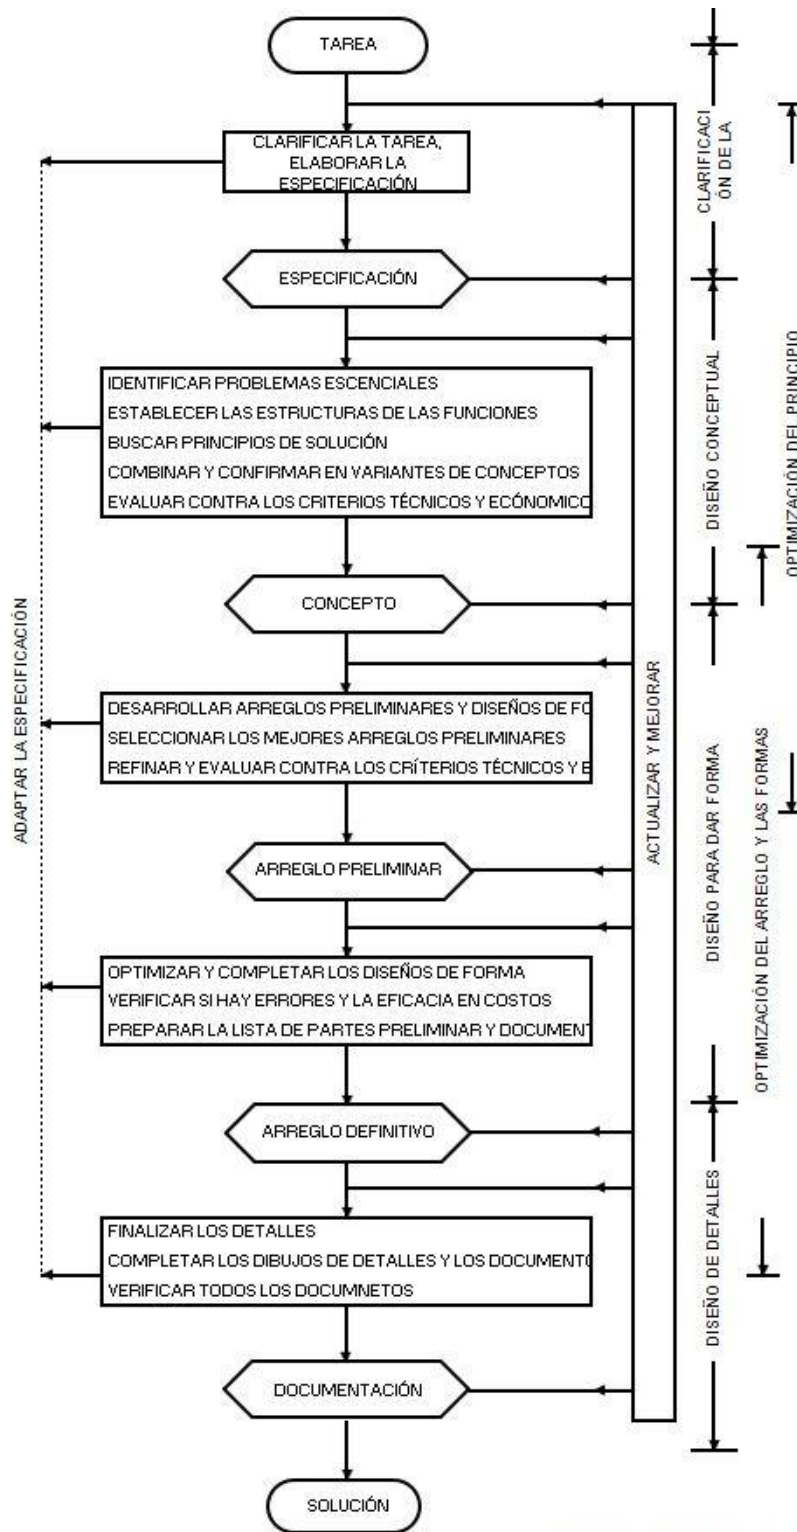 TAREA
CLARIFICAR LA TAREA,
ELABORAR LA
ESPECIFICACIÓN
ESPECIFICACIÓN
IDENTIFICAR PROBLEMAS ESCENCIALES
ESTABLECER LAS ESTRUCTURAS DE LAS FUNCIONES
BUSCAR PRINCIPIOS DE SOLUCIÓN
COMBINAR Y CONFIRMAR EN VARIANTES DE CONCEPTOS
EVALUAR CONTRA LOS CRITERIOS TÉCNICOS Y ECÓNOMICO
CONCEPTO
DESARROLLAR ARREGLOS PRELIMINARES Y DISEÑOS DE FO
SELECCIONAR LOS MEJORES ARREGLOS PRELIMINARES
REFINAR Y EVALUAR CONTRA LOS CRÍTERIOS TÉCNICOS Y E
ARREGLO PRELIMINAR
OPTIMIZAR Y COMPLETAR LOS DISEÑOS DE FORMA
VERIFICAR SI HAY ERRORES Y LA EFICACIA EN COSTOS
PREPARAR LA LISTA DE PARTES PRELIMINAR Y DOCUMENT
ARREGLO DEFINITIVO
FINALIZAR LOS DETALLES
COMPLETAR LOS DIBUJOS DE DETALLES Y LOS DOCUMENTO
VERIFICAR TODOS LOS DOCUMNETOS
DOCUMENTACIÓN
SOLUCIÓN
ADAPTAR LA ESPECIFICACIÓN
ACTUALIZAR Y MEJORAR
CLARIFICACI
ÓN DE LA
DISEÑO CONCEPTUAL
DISEÑO PARA DAR FORMA
DISEÑO DE DETALLES
OPTIMIZACIÓN DEL PRINCIPIO
OPTIMIZACIÓN DEL ARREGLO Y LAS FORMAS